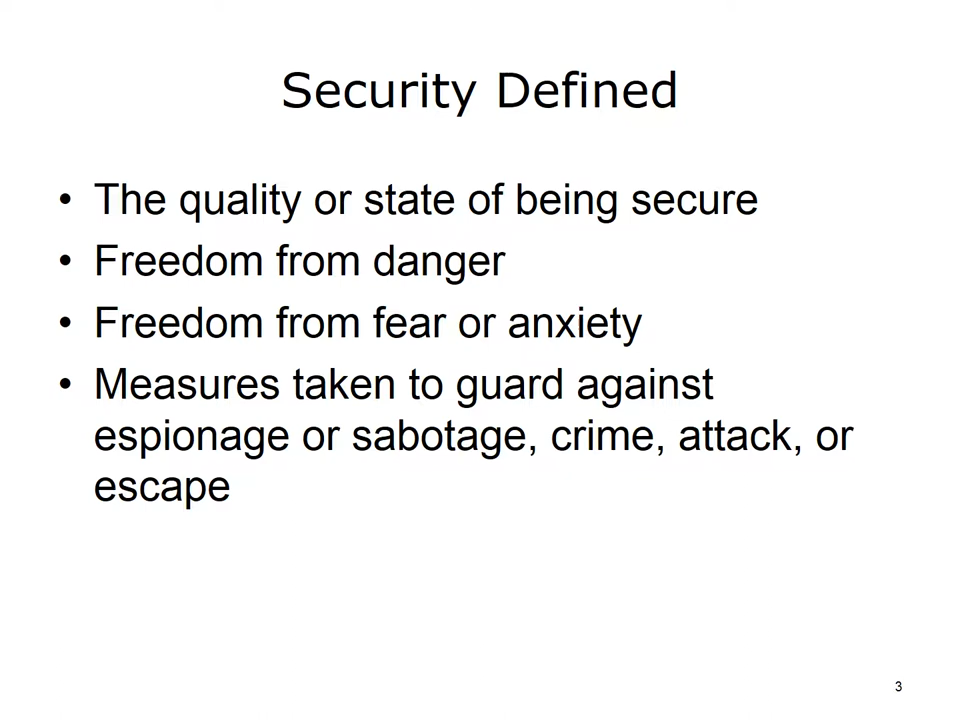 Security Defined
• The quality or state of being secure
• Freedom from danger
• Freedom from fear or anxiety
• Measures taken to guard against
espionage or sabotage, crime, attack, or
escape
3